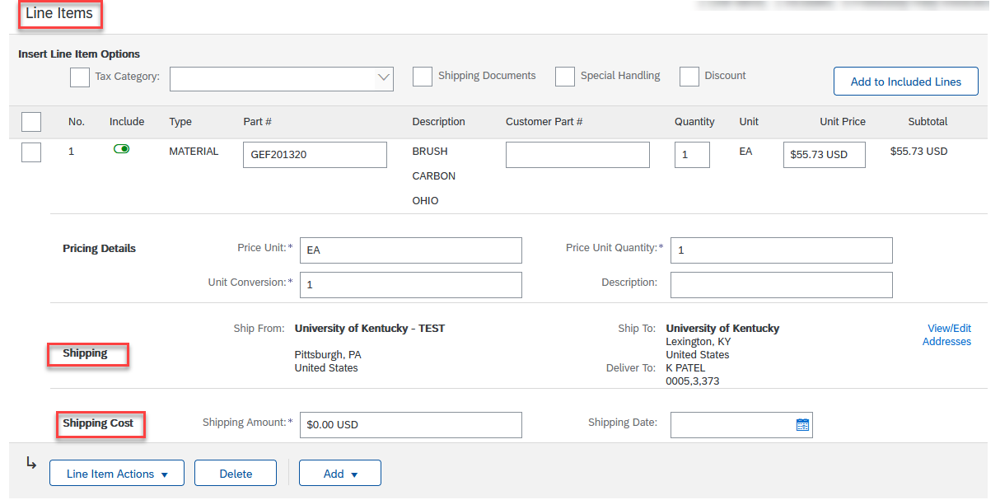 Line Items
Insert Line Item Options
Tax Category:
Shipping Documents
Special Handling
Discount
Add to Included Lines
No. Include Type Part # Description Customer Part # Quantity Unit Unit Price Subtotal
1 MATERIAL GEF201320 BRUSH 1 EA $55.73 USD $55.73 USD
CARBON
OHIO
Pricing Details Price Unit:* EA Price Unit Quantity:* 1
Unit Conversion:* 1 Description:
Ship From: University of Kentucky - TEST Ship To: University of Kentucky View/Edit
Lexington, KY Addresses
Shipping Pittsburgh, PA United States
United States Deliver To: K PATEL
0005,3,373
Shipping Cost Shipping Amount:* $0.00 USD Shipping Date:
Line Item Actions Delete Add